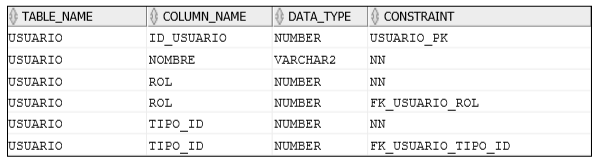 TABLE_NAME COLUMN_NAME DATA_TYPE CONSTRAINT
USUARIO ID_USUARIO NUMBER USUARIO_PK
USUARIO NOMBRE VARCHAR2 NN
USUARIO ROL NUMBER NN
USUARIO ROL NUMBER FK_USUARIO_ROL
USUARIO TIPO_ID NUMBER NN
USUARIO TIPO_ID NUMBER FK_USUARIO_TIPO_ID